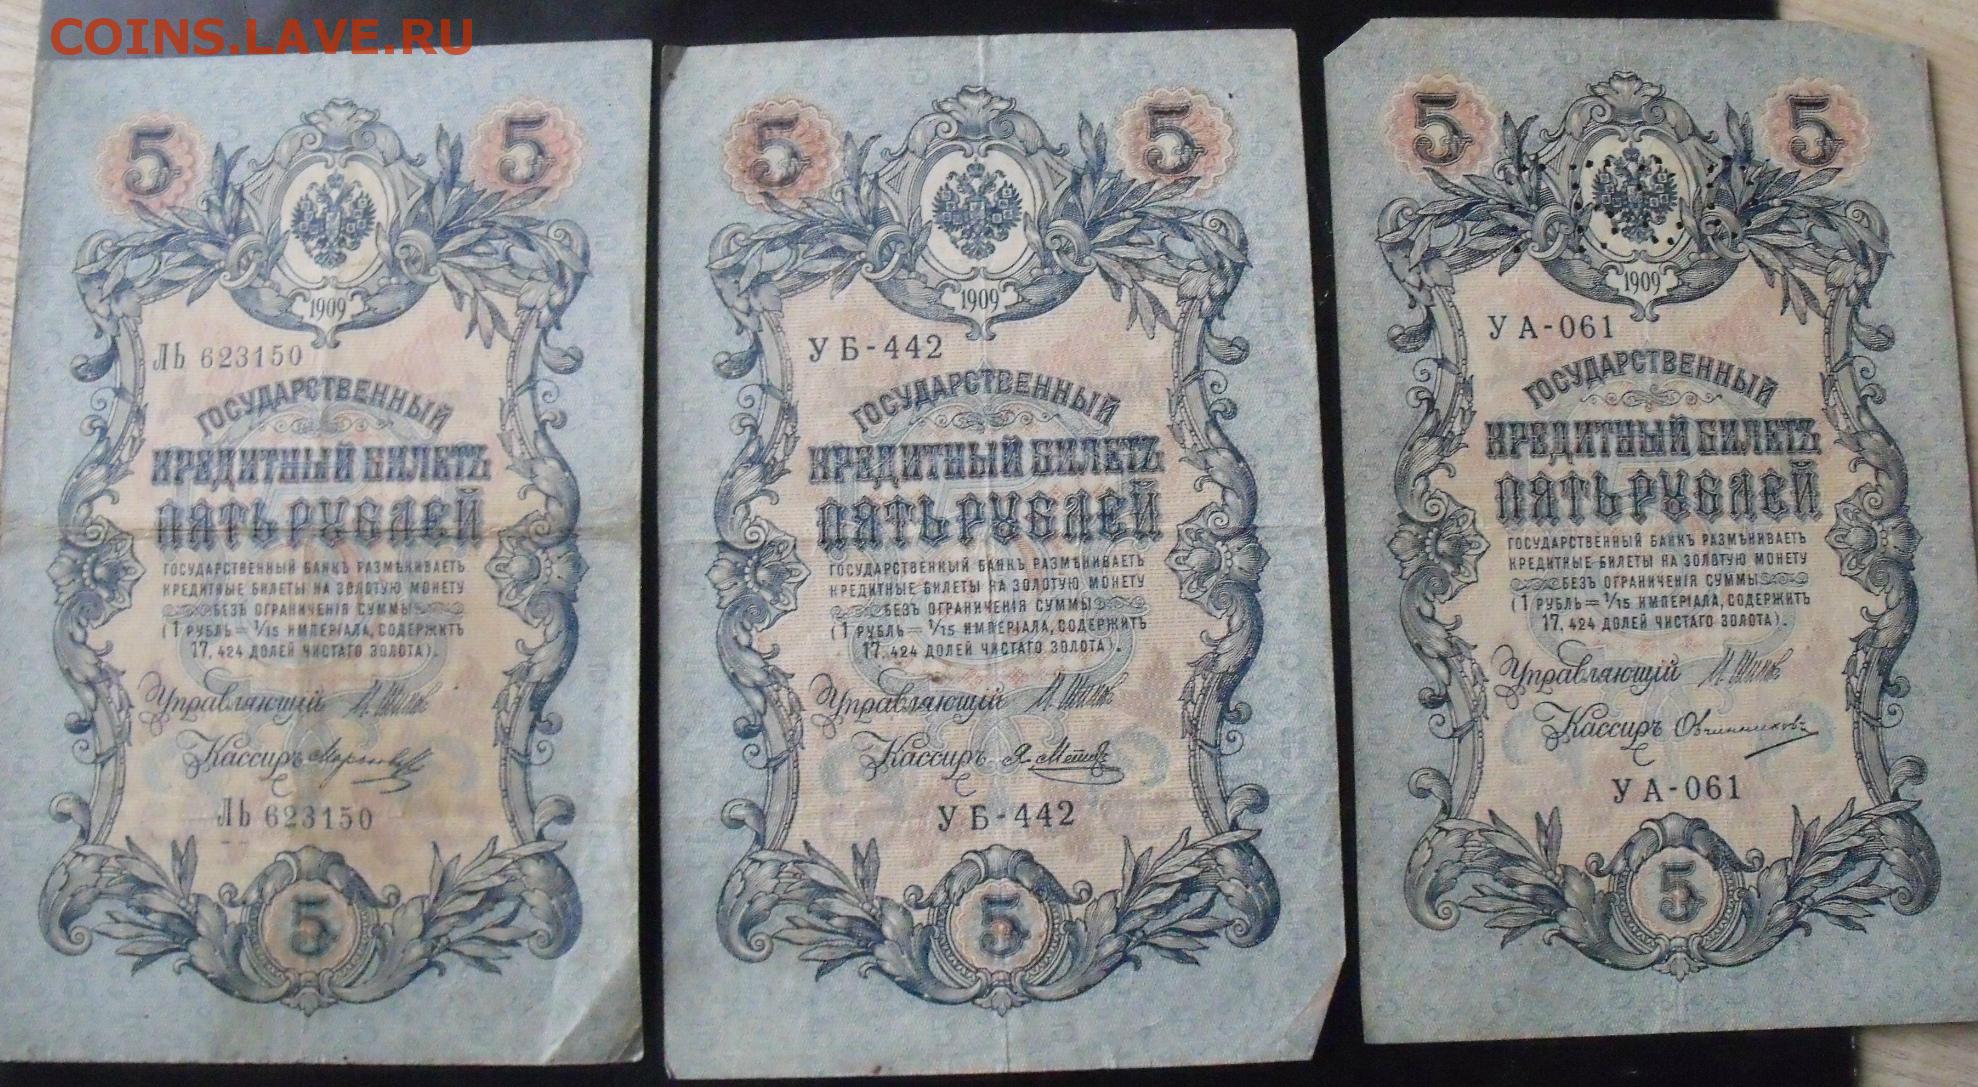 COINS.LAVE.RU
5 5
1909
ЛЬ 623150
ГОСУДАРСТВЕННЫЙ
КРЕДИТНЫЙ БИЛЕТЪ
ПЯТЬ РУБЛЕЙ
ГОСУДАРСТВЕННЫЙ БАНКЪ РАЗМѢНИВАЕТЪ
КРЕДИТНЫЕ БИЛЕТЫ НА ЗОЛОТУЮ МОНЕТУ
БЕЗЪ ОГРАНИЧЕНІЯ СУММЫ
(1 РУБЛЬ = 1/15 ИМПЕРІАЛА, СОДЕРЖИТЪ
17,424 ДОЛЕЙ ЧИСТАГО ЗОЛОТА).
Управляющій И. Шипов
Кассиръ
ЛЬ 623150
5
5 5
1909
УБ-442
ГОСУДАРСТВЕННЫЙ
КРЕДИТНЫЙ БИЛЕТЪ
ПЯТЬ РУБЛЕЙ
ГОСУДАРСТВЕННЫЙ БАНКЪ РАЗМѢНИВАЕТЪ
КРЕДИТНЫЕ БИЛЕТЫ НА ЗОЛОТУЮ МОНЕТУ
БЕЗЪ ОГРАНИЧЕНІЯ СУММЫ
(1 РУБЛЬ = 1/15 ИМПЕРІАЛА, СОДЕРЖИТЪ
17,424 ДОЛЕЙ ЧИСТАГО ЗОЛОТА).
Управляющій И. Шипов
Кассиръ Я. Метцъ
УБ-442
5
5 5
1909
УА-061
ГОСУДАРСТВЕННЫЙ
КРЕДИТНЫЙ БИЛЕТЪ
ПЯТЬ РУБЛЕЙ
ГОСУДАРСТВЕННЫЙ БАНКЪ РАЗМѢНИВАЕТЪ
КРЕДИТНЫЕ БИЛЕТЫ НА ЗОЛОТУЮ МОНЕТУ
БЕЗЪ ОГРАНИЧЕНІЯ СУММЫ
(1 РУБЛЬ = 1/15 ИМПЕРІАЛА, СОДЕРЖИТЪ
17,424 ДОЛЕЙ ЧИСТАГО ЗОЛОТА).
Управляющій И. Шипов
Кассиръ Овчинниковъ
УА-061
5